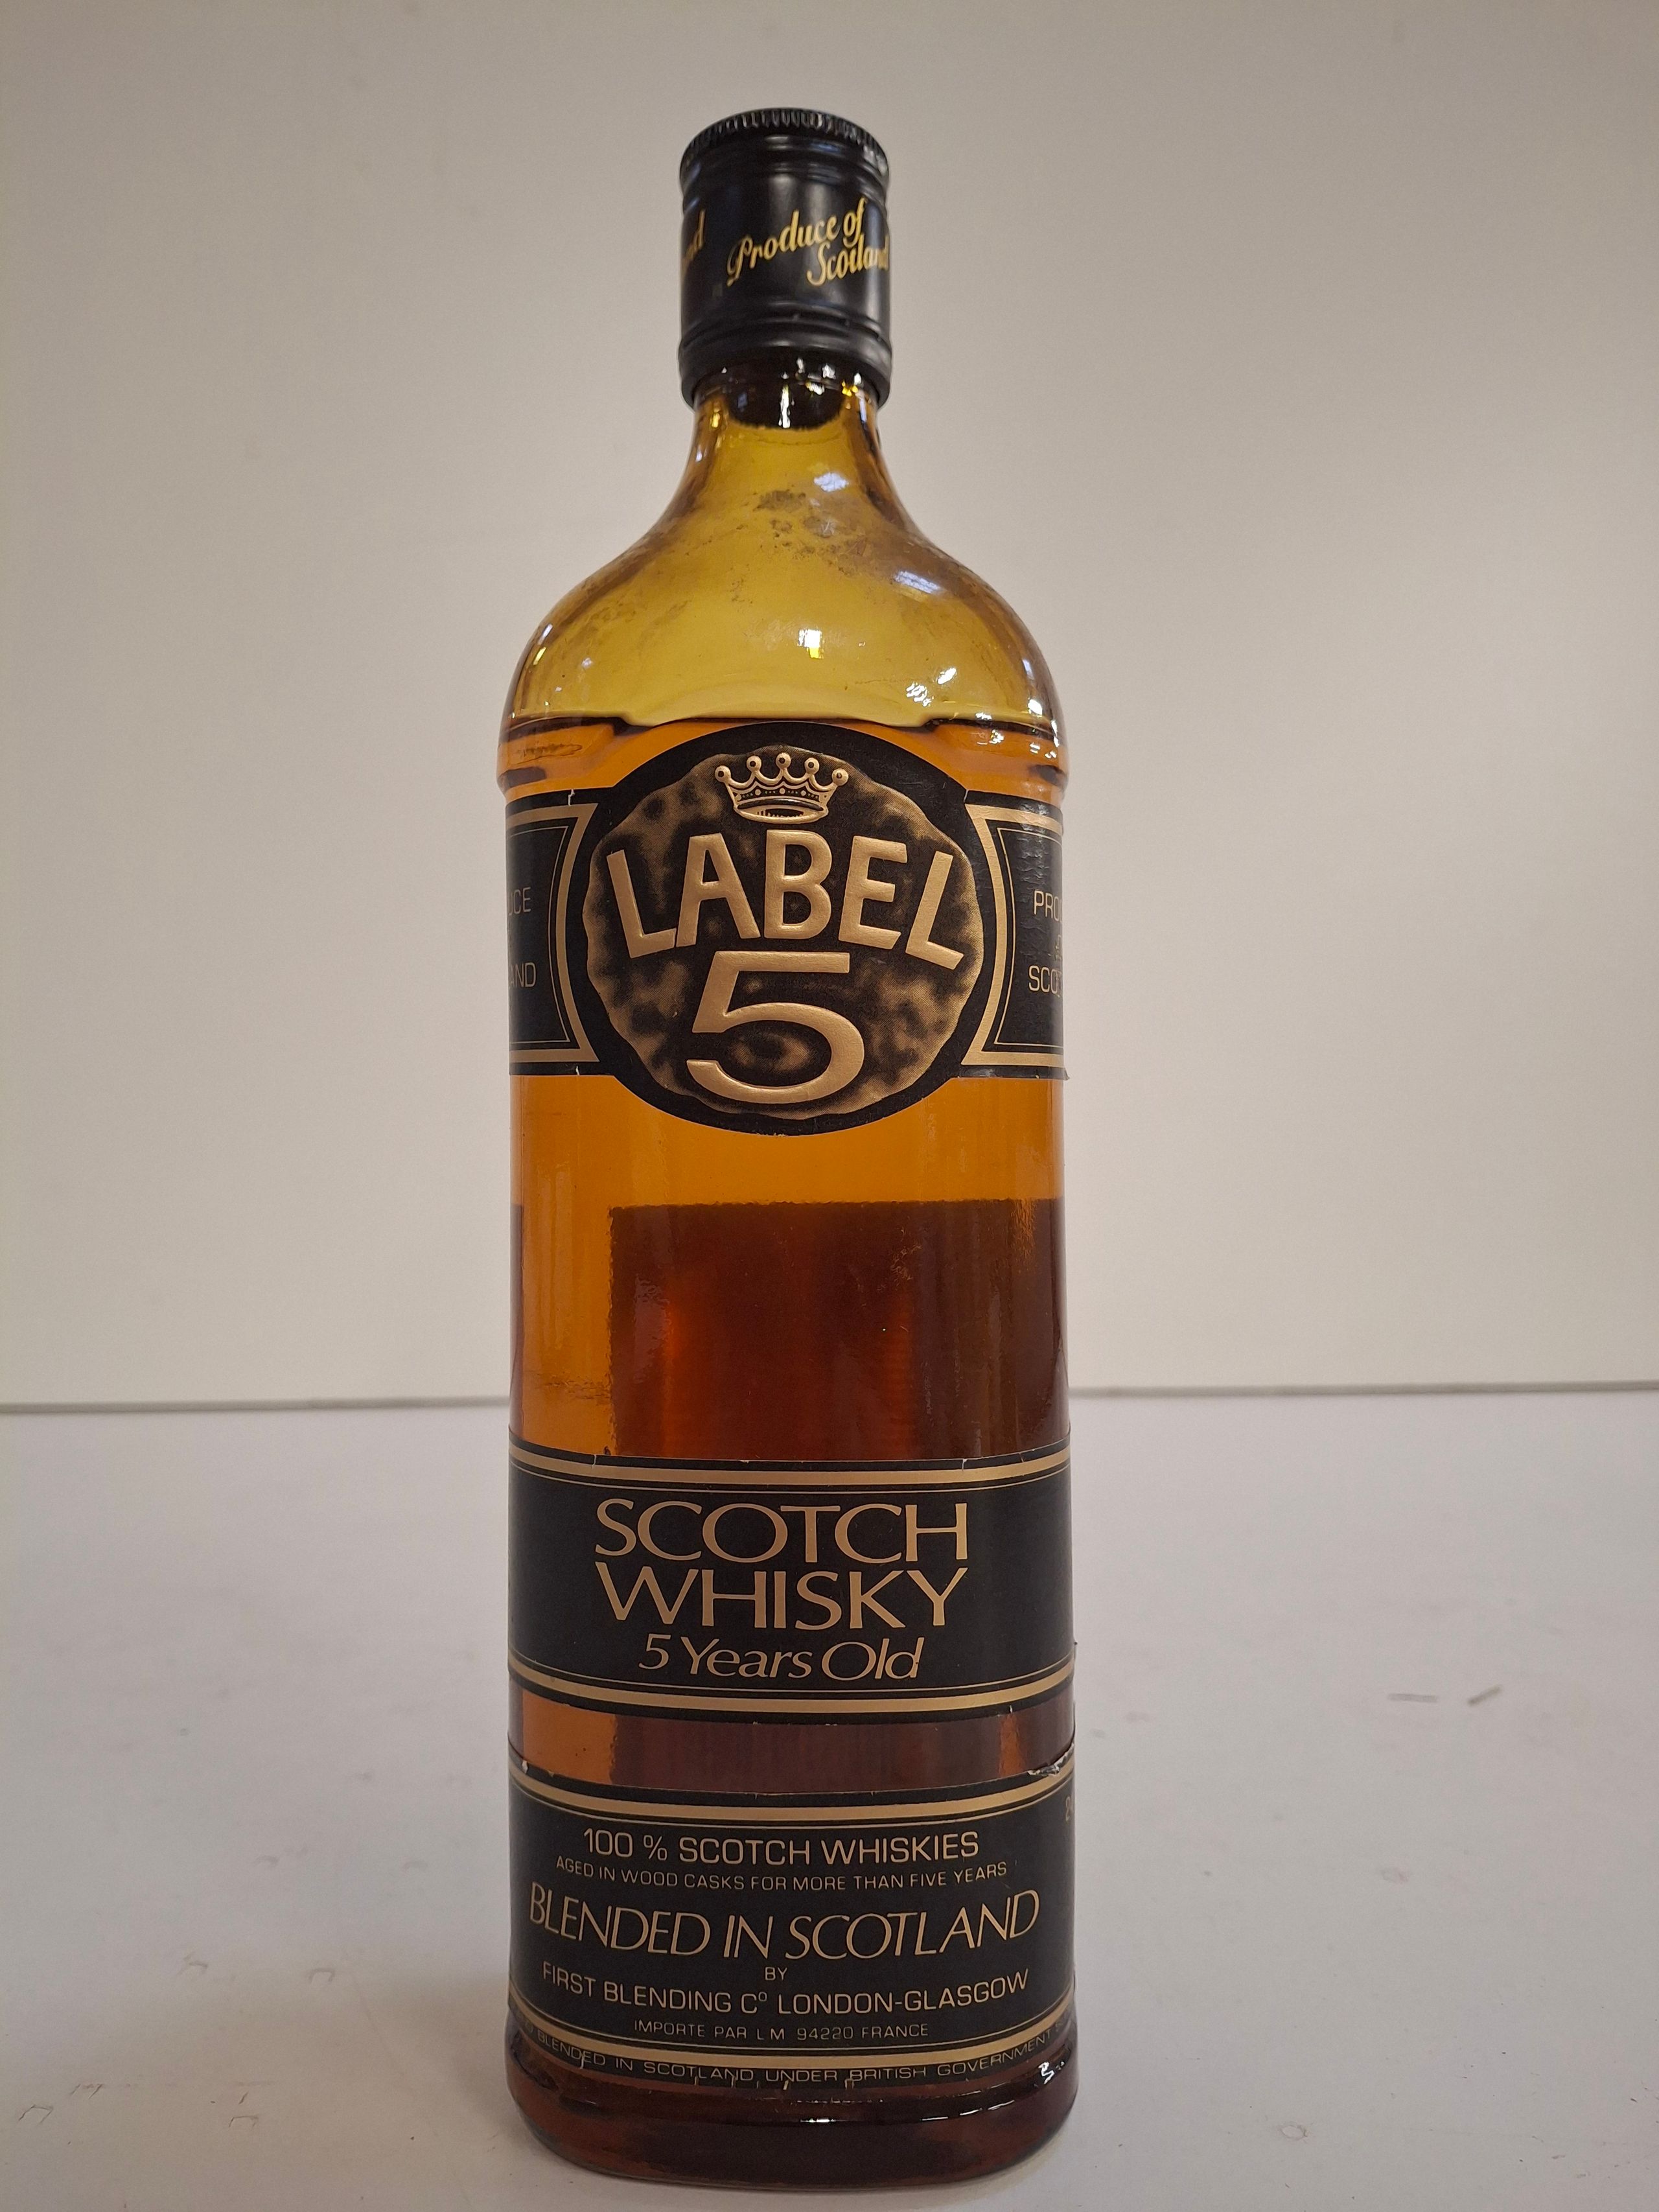 Produce of
Scotland
LABEL
5
SCOTCH
WHISKY
5 Years Old
100 % SCOTCH WHISKIES
AGED IN WOOD CASKS FOR MORE THAN FIVE YEARS
BLENDED IN SCOTLAND
BY
FIRST BLENDING Cº LONDON-GLASGOW
IMPORTE PAR L M 94220 FRANCE
BLENDED IN SCOTLAND UNDER BRITISH GOVERNMENT